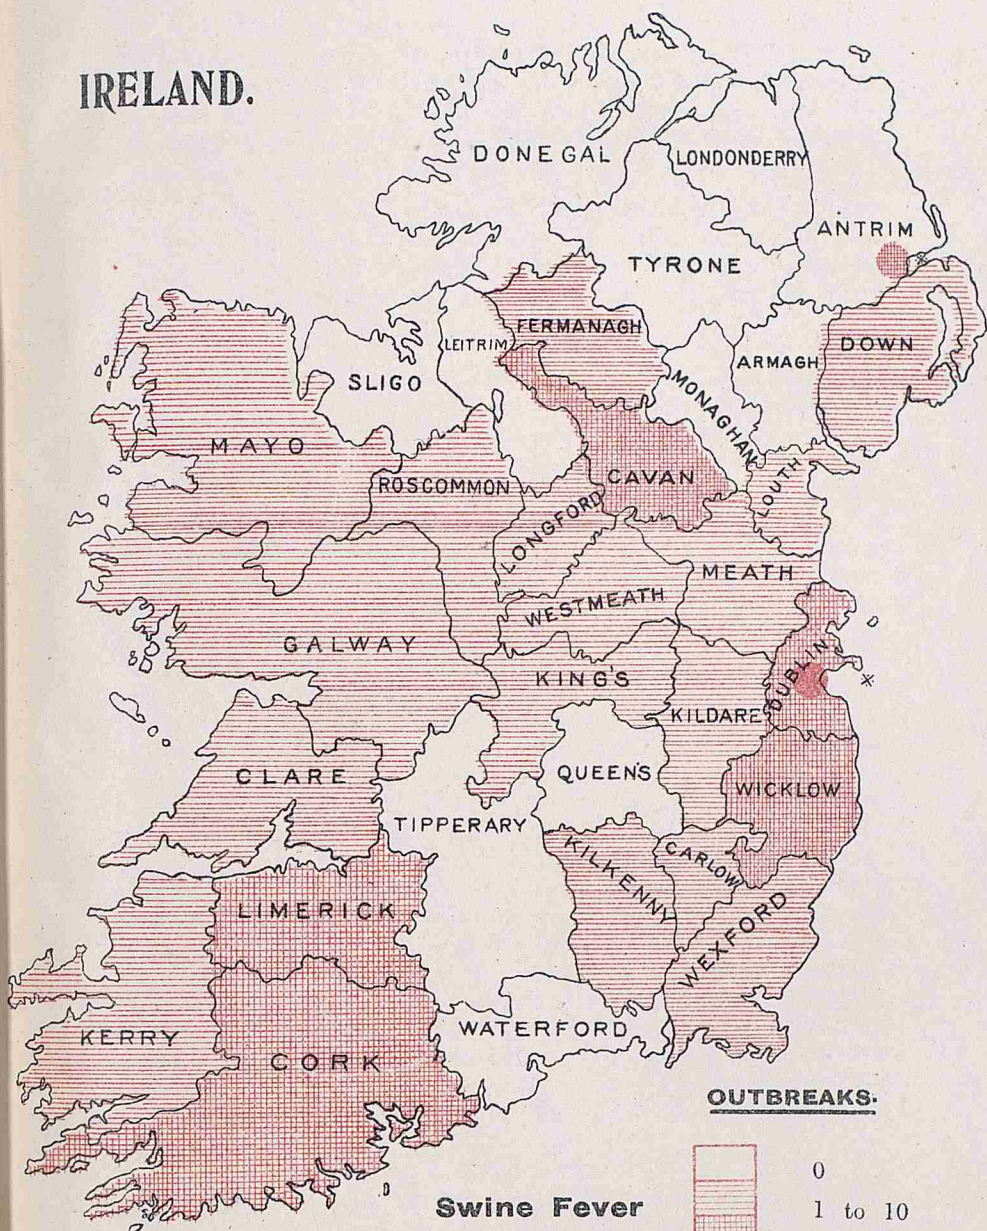 IRELAND.
DONEGAL
LONDONDERRY
ANTRIM
*
TYRONE
FERMANAGH
LEITRIM
SLIGO
ARMAGH
DOWN
MONAGHAN
MAYO
ROSCOMMON
CAVAN
LOUTH
LONGFORD
MEATH
WESTMEATH
GALWAY
KING'S
DUBLIN
*
KILDARE
CLARE
QUEEN'S
WICKLOW
TIPPERARY
KILKENNY
CARLOW
LIMERICK
WEXFORD
WATERFORD
KERRY
CORK
OUTBREAKS.
0
Swine Fever
1 to 10